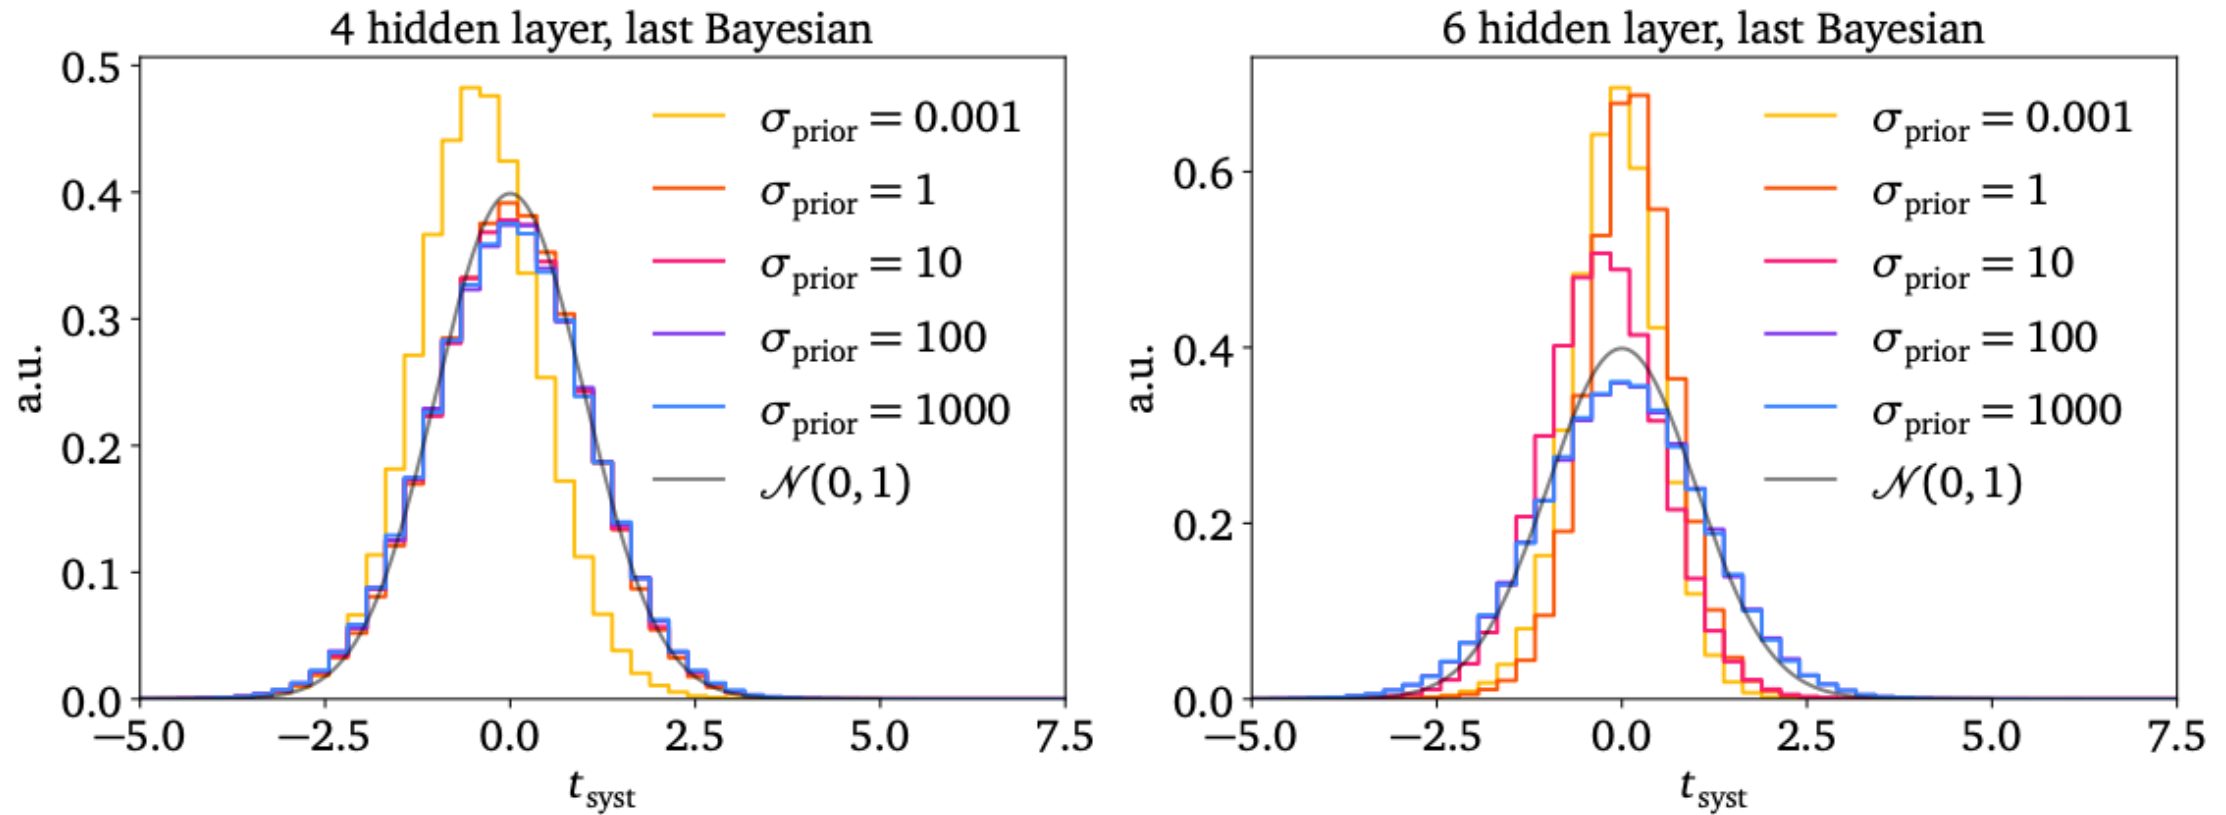 4 hidden layer, last Bayesian
0.5
0.4
0.3
0.2
0.1
0.0
a.u.
σprior = 0.001
σprior = 1
σprior = 10
σprior = 100
σprior = 1000
𝒩(0, 1)
−5.0 −2.5 0.0 2.5 5.0 7.5
tsyst
6 hidden layer, last Bayesian
0.6
0.4
0.2
0.0
a.u.
σprior = 0.001
σprior = 1
σprior = 10
σprior = 100
σprior = 1000
𝒩(0, 1)
−5.0 −2.5 0.0 2.5 5.0 7.5
tsyst